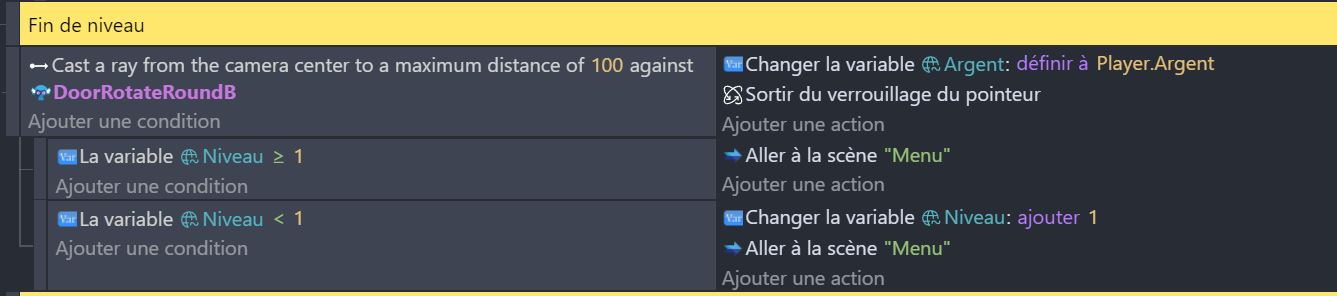 Fin de niveau
Cast a ray from the camera center to a maximum distance of 100 against
DoorRotateRoundB
Ajouter une condition
Var Changer la variable Argent: définir à Player.Argent
Sortir du verrouillage du pointeur
Ajouter une action
Var La variable Niveau ≥ 1
Ajouter une condition
Aller à la scène "Menu"
Ajouter une action
Var La variable Niveau < 1
Ajouter une condition
Var Changer la variable Niveau: ajouter 1
Aller à la scène "Menu"
Ajouter une action